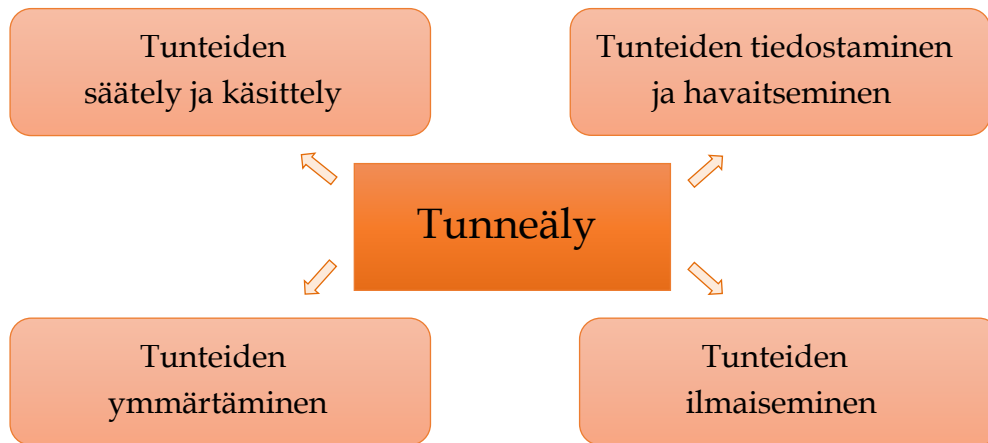 Tunteiden
säätely ja käsittely
Tunteiden tiedostaminen
ja havaitseminen
Tunneäly
Tunteiden
ymmärtäminen
Tunteiden
ilmaiseminen